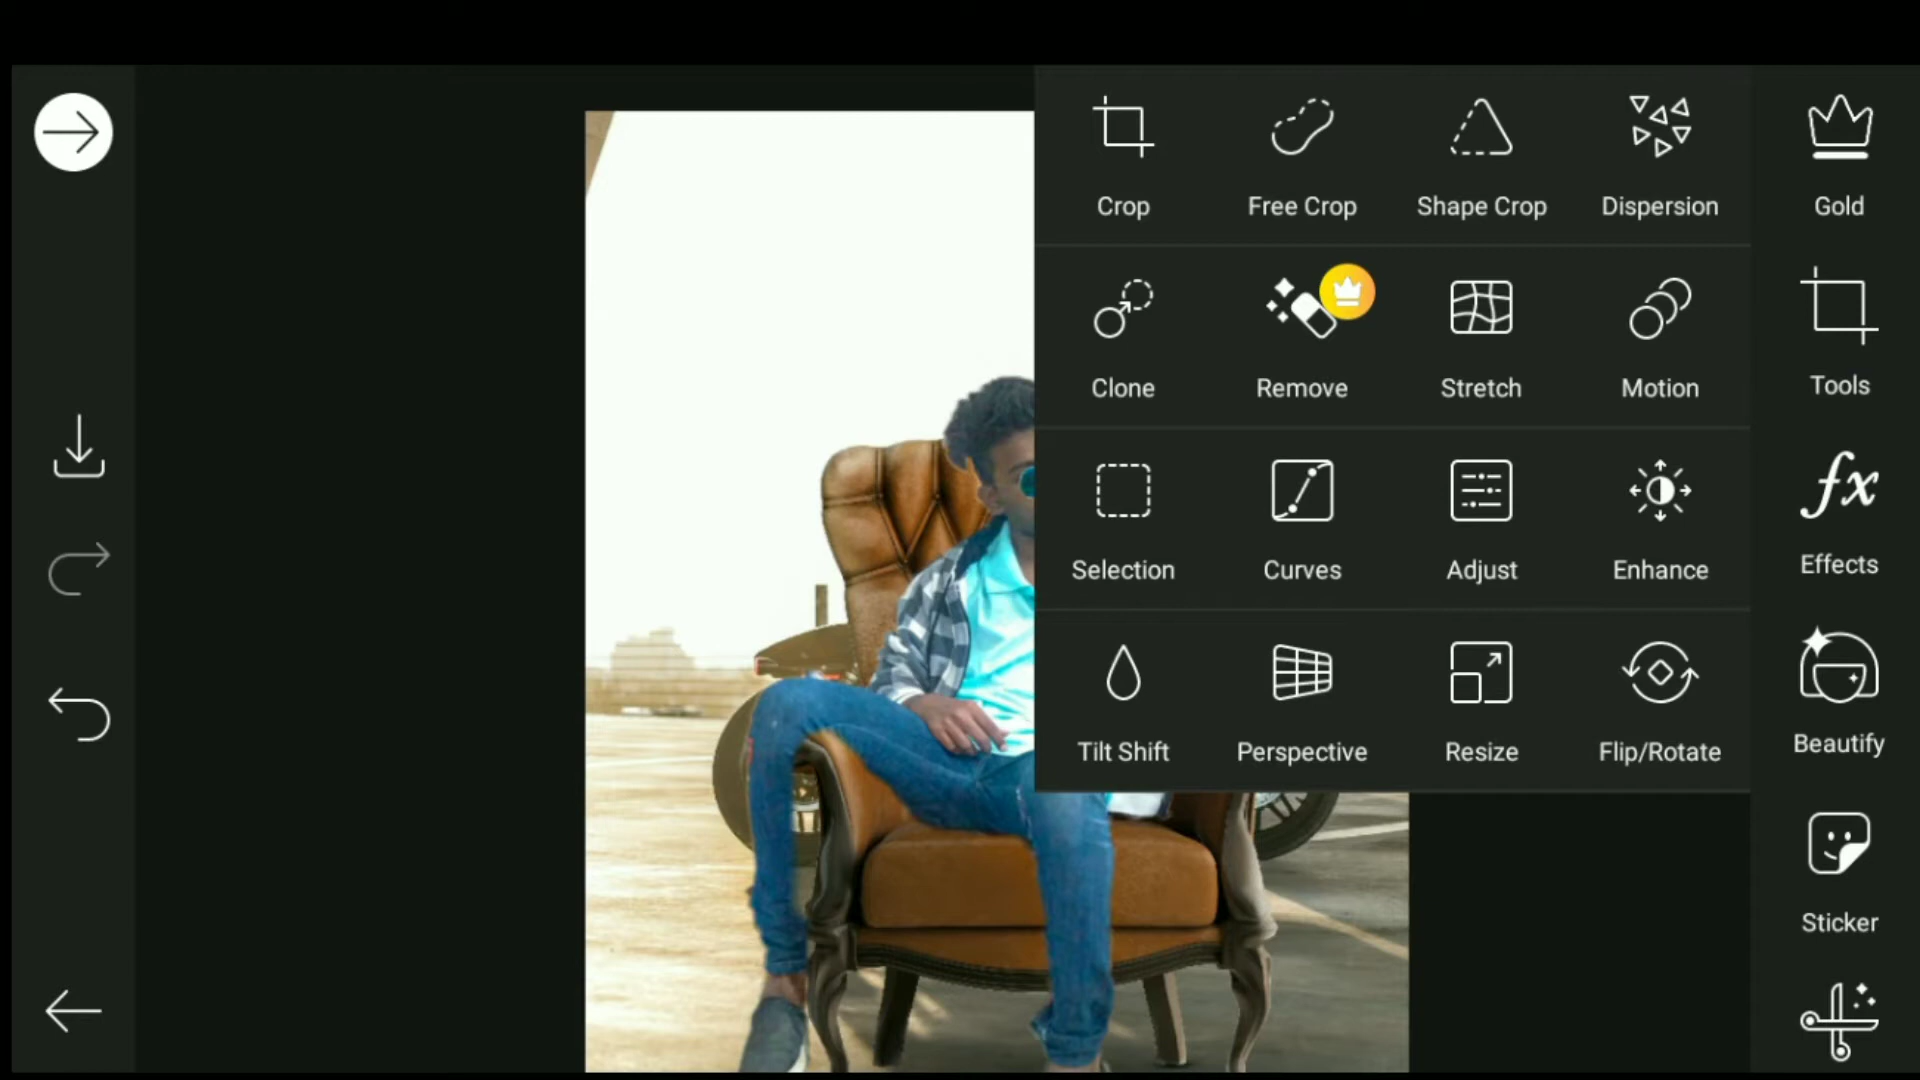 Crop Free Crop Shape Crop Dispersion Gold
Clone Remove Stretch Motion Tools
Selection Curves Adjust Enhance Effects
Tilt Shift Perspective Resize Flip/Rotate Beautify
Sticker